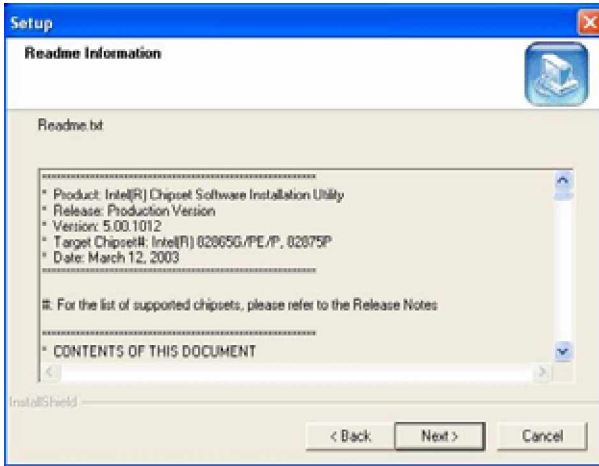 Setup
Readme Information
Readme.txt
************************************************************
* Product: Intel(R) Chipset Software Installation Utility
* Release: Production Version
* Version: 5.00.1012
* Target Chipset#: Intel(R) 82865G/PE/P, 82875P
* Date: March 12, 2003
************************************************************
#: For the list of supported chipsets, please refer to the Release Notes
************************************************************
* CONTENTS OF THIS DOCUMENT
InstallShield
< Back
Next >
Cancel